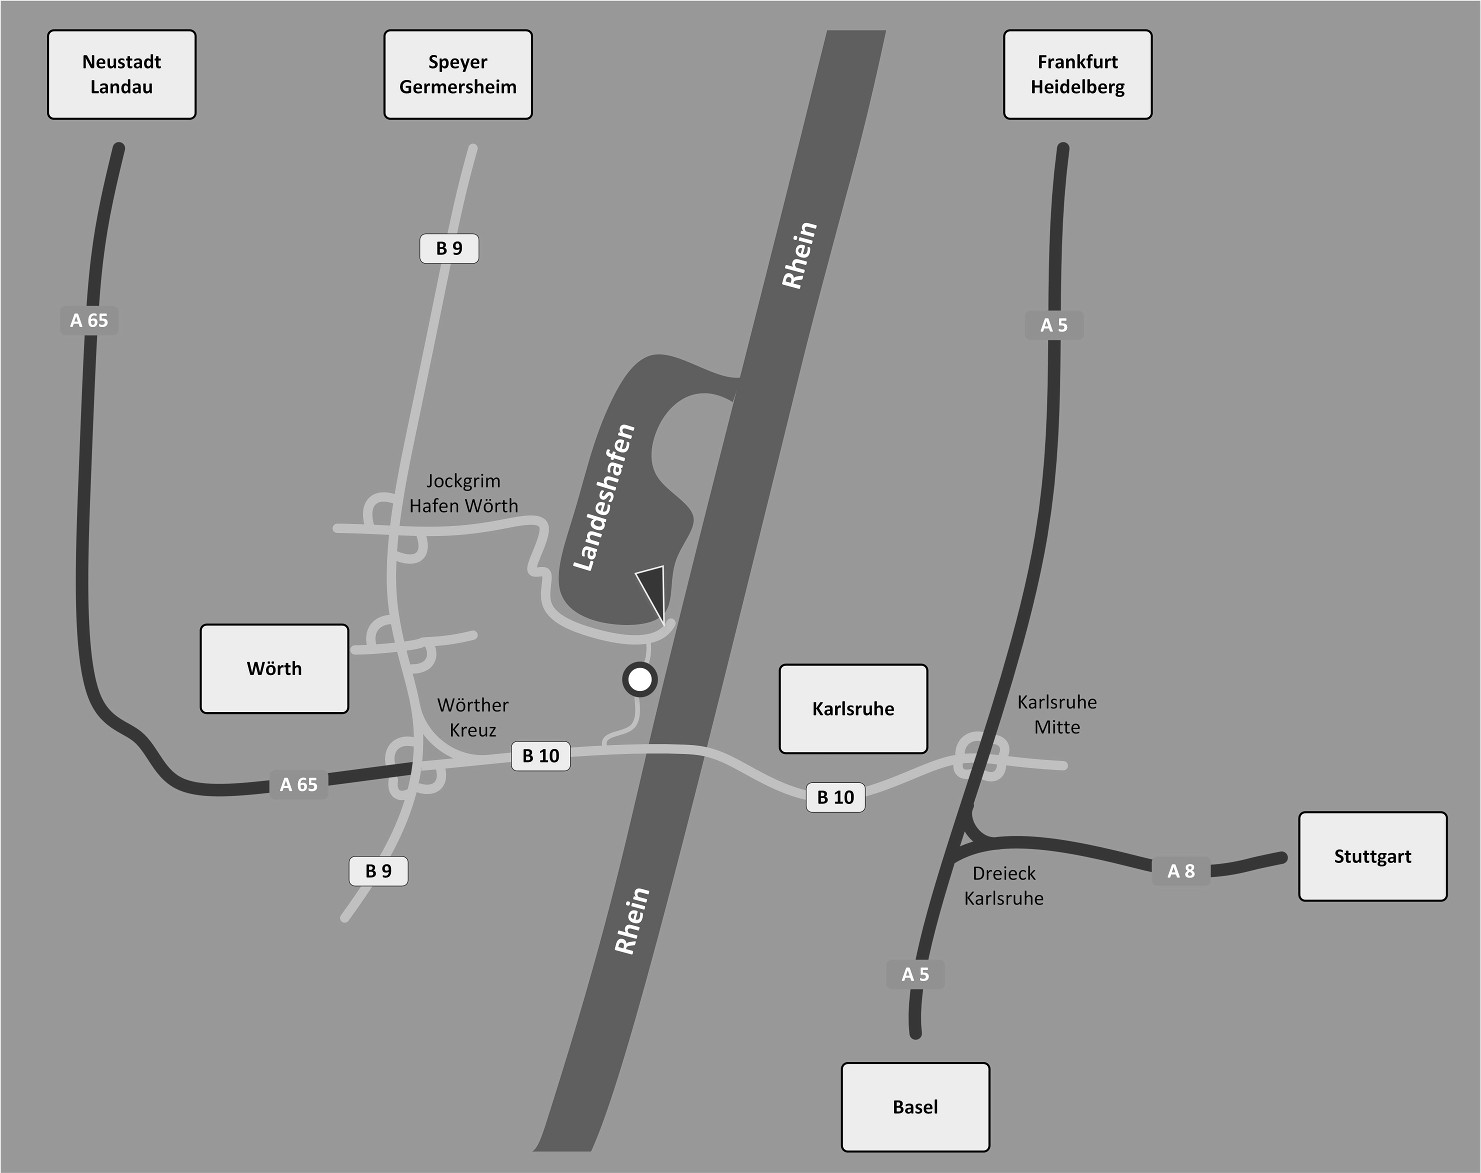 Neustadt
Landau
Speyer
Germersheim
Frankfurt
Heidelberg
B 9
Rhein
A 65
A 5
Landeshafen
Jockgrim
Hafen Wörth
Wörth
Wörther
Kreuz
Karlsruhe
Karlsruhe
Mitte
B 10
A 65
B 10
B 9
Dreieck
Karlsruhe
A 8
Stuttgart
Rhein
A 5
Basel